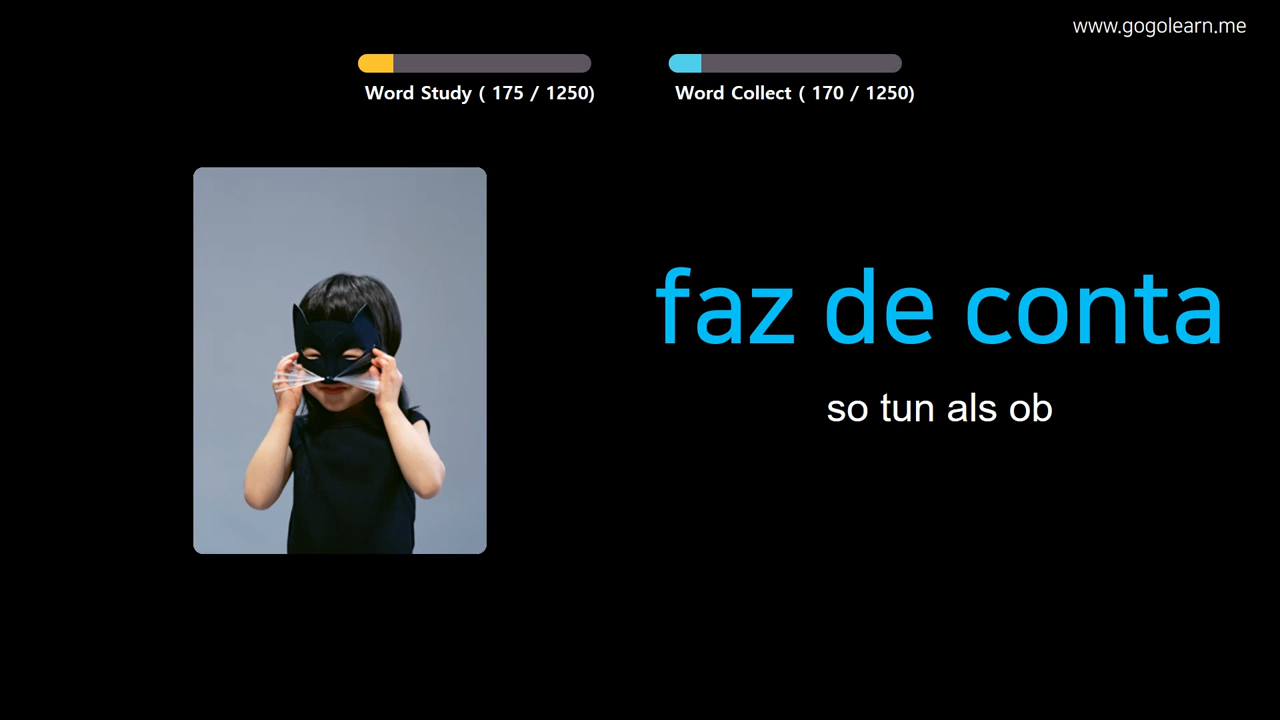 www.gogolearn.me
Word Study ( 175 / 1250)
Word Collect ( 170 / 1250)
faz de conta
so tun als ob